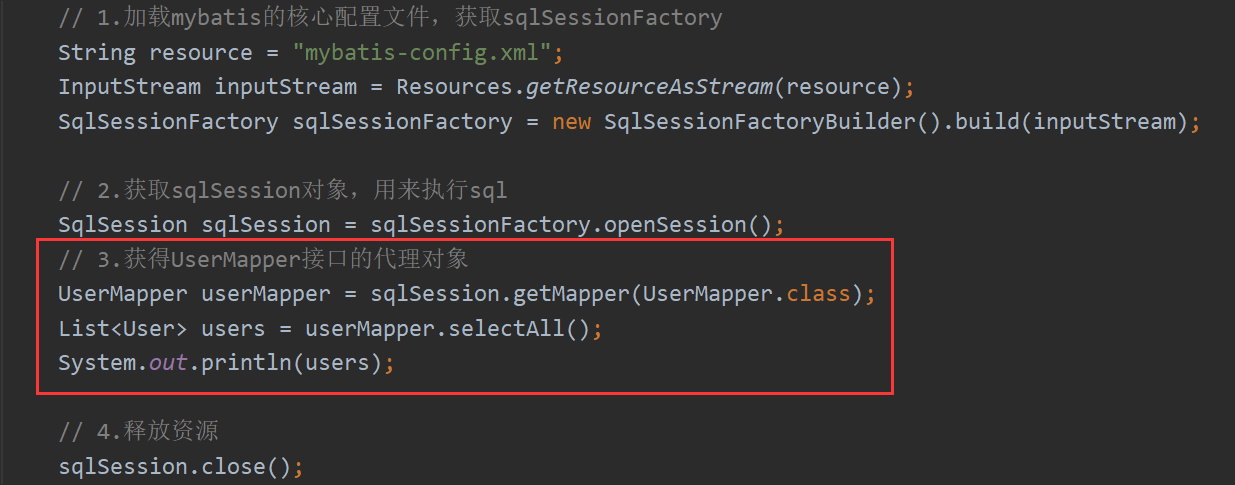 // 1.加载mybatis的核心配置文件，获取sqlSessionFactory
String resource = "mybatis-config.xml";
InputStream inputStream = Resources.getResourceAsStream(resource);
SqlSessionFactory sqlSessionFactory = new SqlSessionFactoryBuilder().build(inputStream);
// 2.获取sqlSession对象，用来执行sql
SqlSession sqlSession = sqlSessionFactory.openSession();
// 3.获得UserMapper接口的代理对象
UserMapper userMapper = sqlSession.getMapper(UserMapper.class);
List<User> users = userMapper.selectAll();
System.out.println(users);
// 4.释放资源
sqlSession.close();